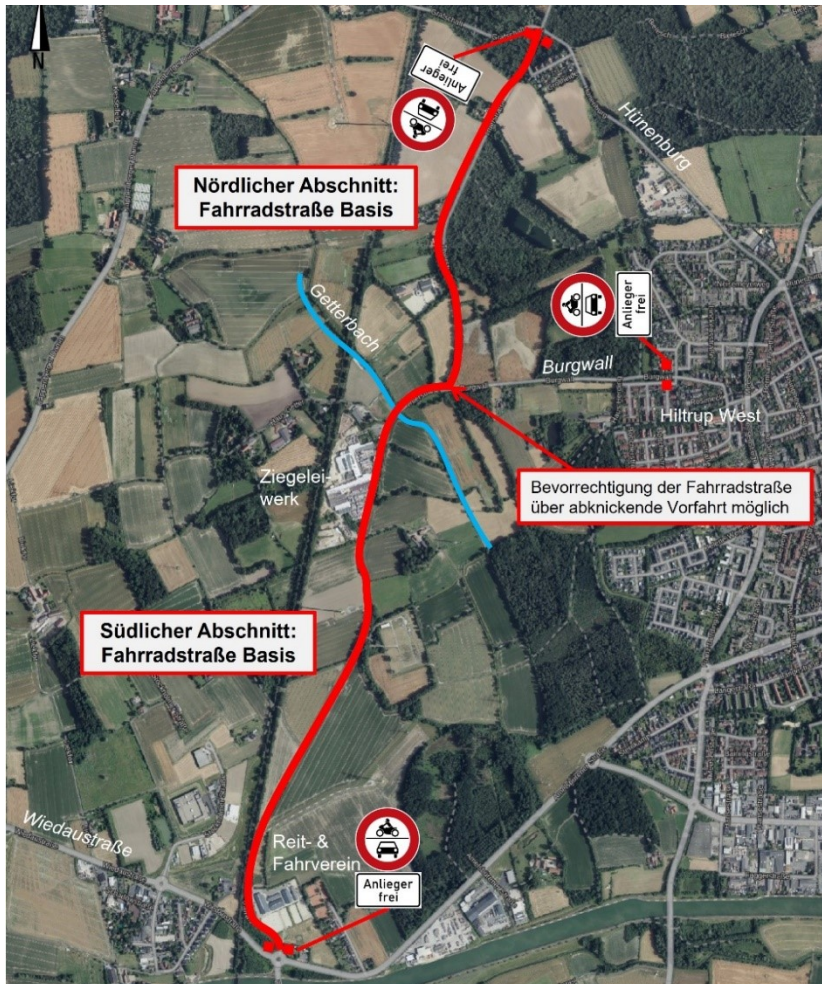 N
Anlieger
frei
Hünenburg
Nördlicher Abschnitt:
Fahrradstraße Basis
Getterbach
Anlieger
frei
Burgwall
Burgwall
Hiltrup West
Ziegelei-
werk
Bevorrechtigung der Fahrradstraße
über abknickende Vorfahrt möglich
Südlicher Abschnitt:
Fahrradstraße Basis
Wiedaustraße
Reit- &
Fahrverein
Anlieger
frei